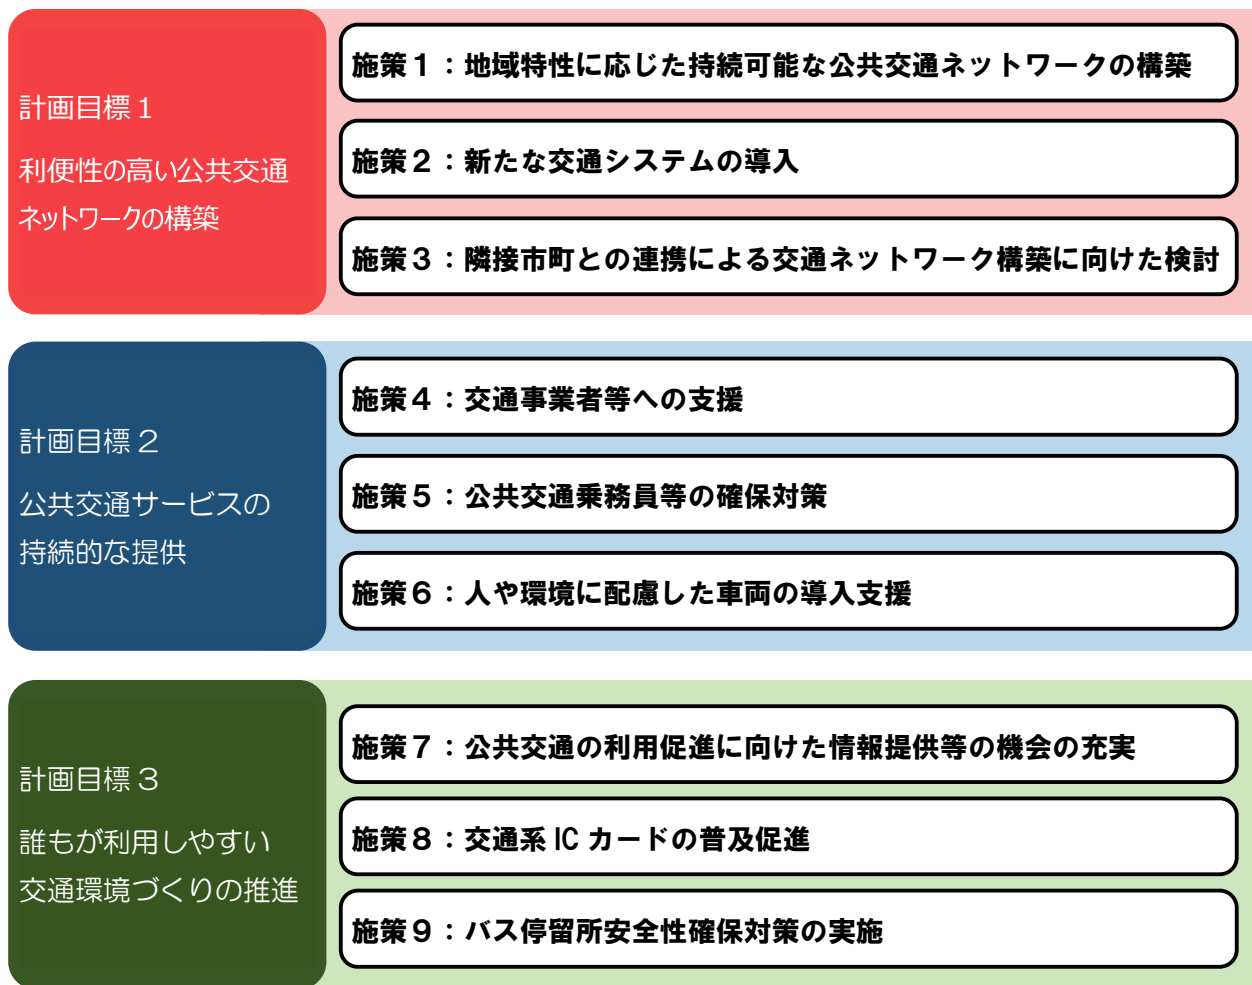 計画目標１
利便性の高い公共交通
ネットワークの構築
施策１：地域特性に応じた持続可能な公共交通ネットワークの構築
施策２：新たな交通システムの導入
施策３：隣接市町との連携による交通ネットワーク構築に向けた検討
計画目標２
公共交通サービスの
持続的な提供
施策４：交通事業者等への支援
施策５：公共交通乗務員等の確保対策
施策６：人や環境に配慮した車両の導入支援
計画目標３
誰もが利用しやすい
交通環境づくりの推進
施策７：公共交通の利用促進に向けた情報提供等の機会の充実
施策８：交通系 IC カードの普及促進
施策９：バス停留所安全性確保対策の実施